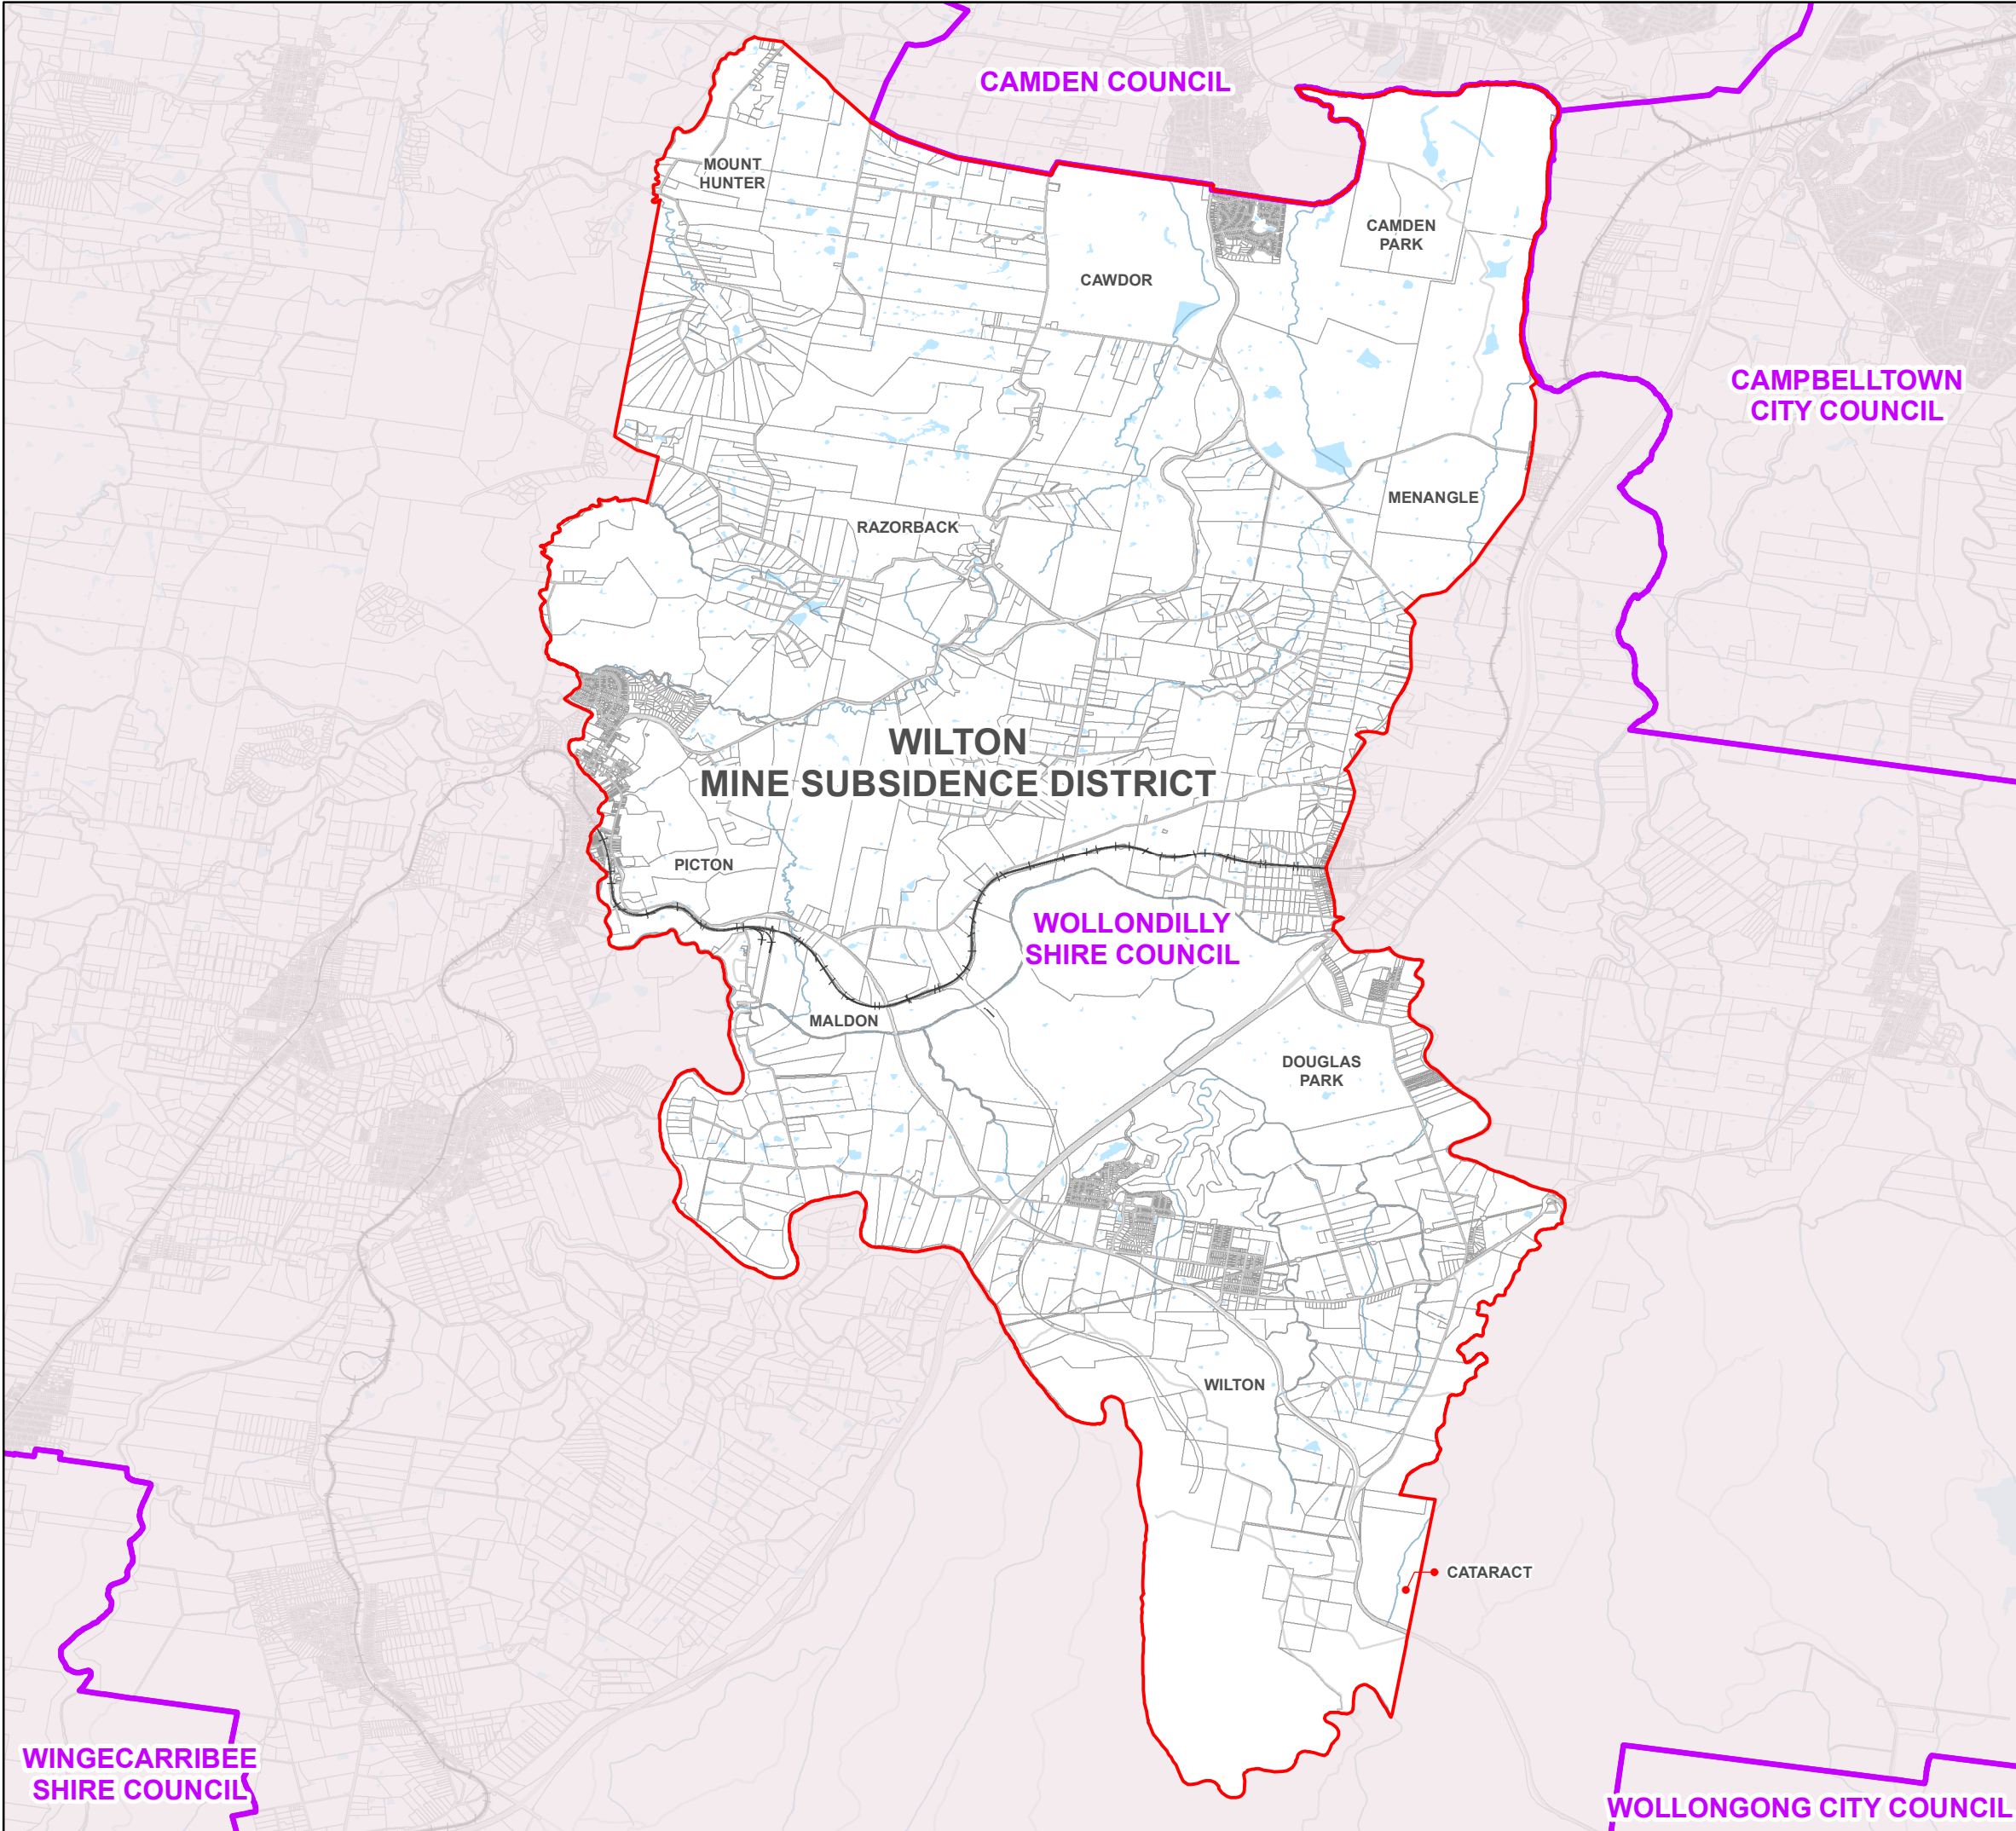 CAMDEN COUNCIL
MOUNT
HUNTER
CAMDEN
PARK
CAWDOR
CAMPBELLTOWN
CITY COUNCIL
MENANGLE
RAZORBACK
WILTON
MINE SUBSIDENCE DISTRICT
PICTON
WOLLONDILLY
SHIRE COUNCIL
MALDON
DOUGLAS
PARK
WILTON
CATARACT
WINGECARRIBEE
SHIRE COUNCIL
WOLLONGONG CITY COUNCIL